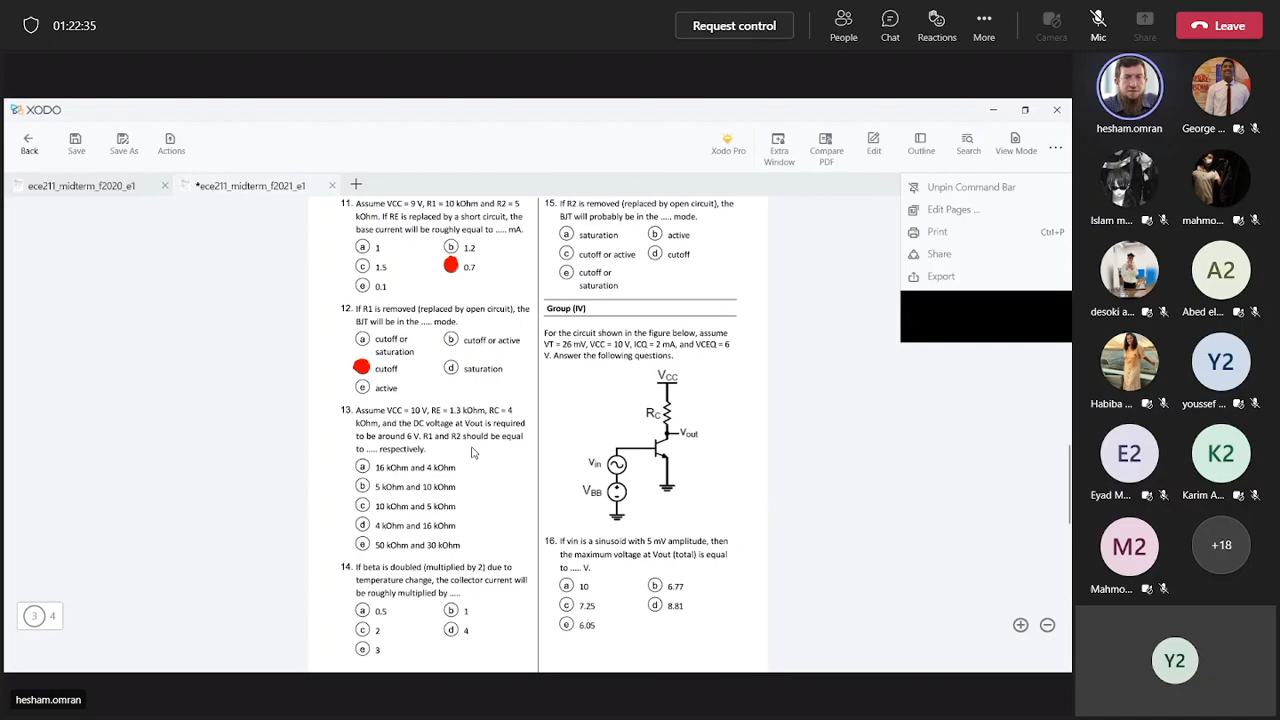 01:22:35
Request control
People
Chat
Reactions
More
Camera
Mic
Share
Leave
XODO
Back
Save
Save As
Actions
Xodo Pro
Extra Window
Compare PDF
Edit
Outline
Search
View Mode
ece211_midterm_f2020_e1
*ece211_midterm_f2021_e1
Unpin Command Bar
Edit Pages ...
Print Ctrl+P
Share
Export
11. Assume VCC = 9 V, R1 = 10 kOhm and R2 = 5
kOhm. If RE is replaced by a short circuit, the
base current will be roughly equal to ..... mA.
a 1
b 1.2
c 1.5
0.7
e 0.1
12. If R1 is removed (replaced by open circuit), the
BJT will be in the ..... mode.
a cutoff or
saturation
b cutoff or active
cutoff
d saturation
e active
13. Assume VCC = 10 V, RE = 1.3 kOhm, RC = 4
kOhm, and the DC voltage at Vout is required
to be around 6 V. R1 and R2 should be equal
to ..... respectively.
a 16 kOhm and 4 kOhm
b 5 kOhm and 10 kOhm
c 10 kOhm and 5 kOhm
d 4 kOhm and 16 kOhm
e 50 kOhm and 30 kOhm
14. If beta is doubled (multiplied by 2) due to
temperature change, the collector current will
be roughly multiplied by .....
a 0.5
b 1
c 2
d 4
e 3
15. If R2 is removed (replaced by open circuit), the
BJT will probably be in the ..... mode.
a saturation
b active
c cutoff or active
d cutoff
e cutoff or
saturation
Group (IV)
For the circuit shown in the figure below, assume
VT = 26 mV, VCC = 10 V, ICQ = 2 mA, and VCEQ = 6
V. Answer the following questions.
VCC
RC
Vout
Vin
VBB
16. If vin is a sinusoid with 5 mV amplitude, then
the maximum voltage at Vout (total) is equal
to ..... V.
a 10
b 6.77
c 7.25
d 8.81
e 6.05
3 4
hesham.omran
hesham.omran
George ...
Islam m...
mahmo...
desoki a...
A2
Abed el...
Habiba ...
Y2
youssef ...
E2
Eyad M...
K2
Karim A...
M2
Mahmo...
+18
Y2